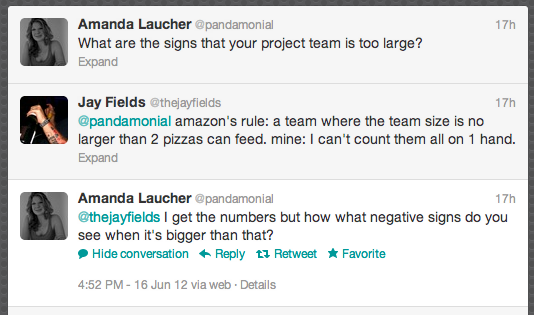 Amanda Laucher @pandamonial 17h
What are the signs that your project team is too large?
Expand
Jay Fields @thejayfields 17h
@pandamonial amazon's rule: a team where the team size is no
larger than 2 pizzas can feed. mine: I can't count them all on 1 hand.
Expand
Amanda Laucher @pandamonial 17h
@thejayfields I get the numbers but how what negative signs do you
see when it's bigger than that?
Hide conversation Reply Retweet Favorite
4:52 PM - 16 Jun 12 via web · Details